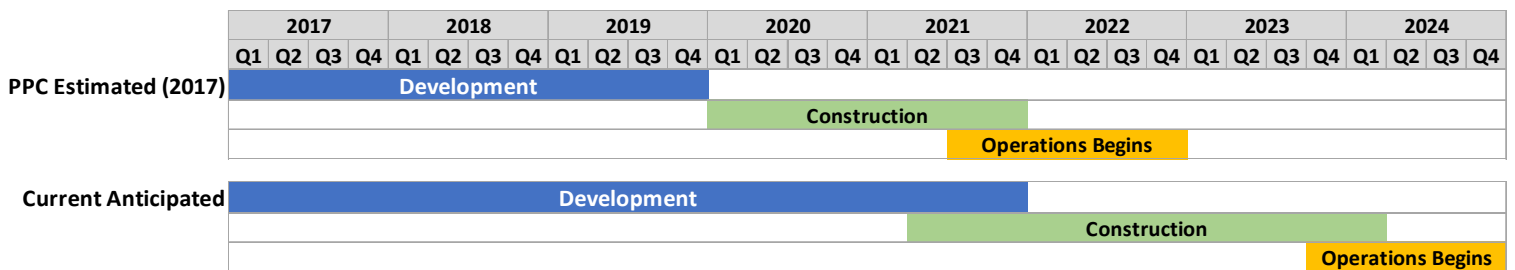 2017 2018 2019 2020 2021 2022 2023 2024
Q1 Q2 Q3 Q4 Q1 Q2 Q3 Q4 Q1 Q2 Q3 Q4 Q1 Q2 Q3 Q4 Q1 Q2 Q3 Q4 Q1 Q2 Q3 Q4 Q1 Q2 Q3 Q4 Q1 Q2 Q3 Q4
PPC Estimated (2017) Development
Construction
Operations Begins
Current Anticipated Development
Construction
Operations Begins